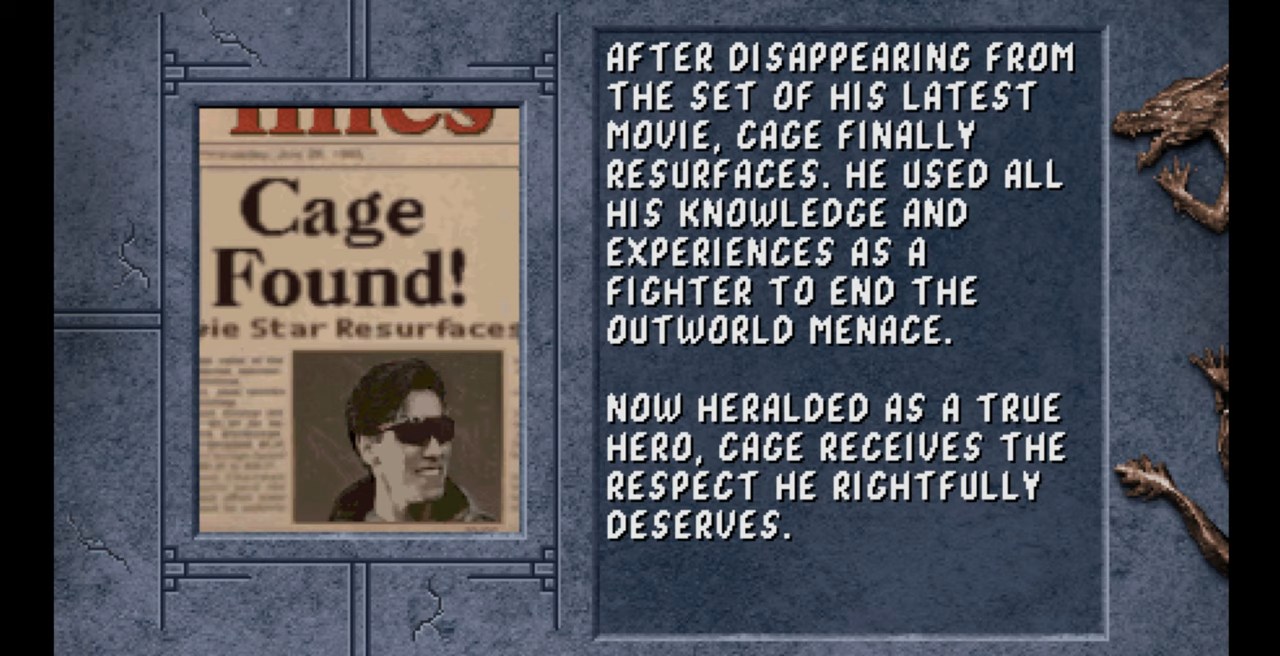 Cage
Found!
Star Resurfaces
AFTER DISAPPEARING FROM
THE SET OF HIS LATEST
MOVIE, CAGE FINALLY
RESURFACES. HE USED ALL
HIS KNOWLEDGE AND
EXPERIENCES AS A
FIGHTER TO END THE
OUTWORLD MENACE.
NOW HERALDED AS A TRUE
HERO, CAGE RECEIVES THE
RESPECT HE RIGHTFULLY
DESERVES.